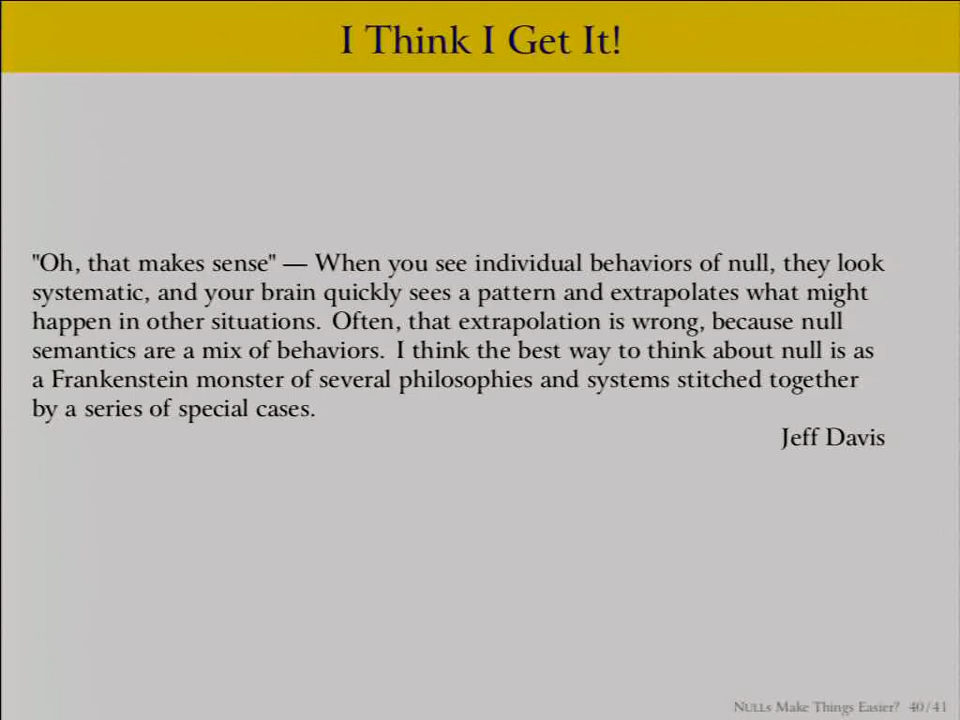 I Think I Get It!
"Oh, that makes sense" — When you see individual behaviors of null, they look
systematic, and your brain quickly sees a pattern and extrapolates what might
happen in other situations. Often, that extrapolation is wrong, because null
semantics are a mix of behaviors. I think the best way to think about null is as
a Frankenstein monster of several philosophies and systems stitched together
by a series of special cases.
Jeff Davis
NULLs Make Things Easier? 40/41